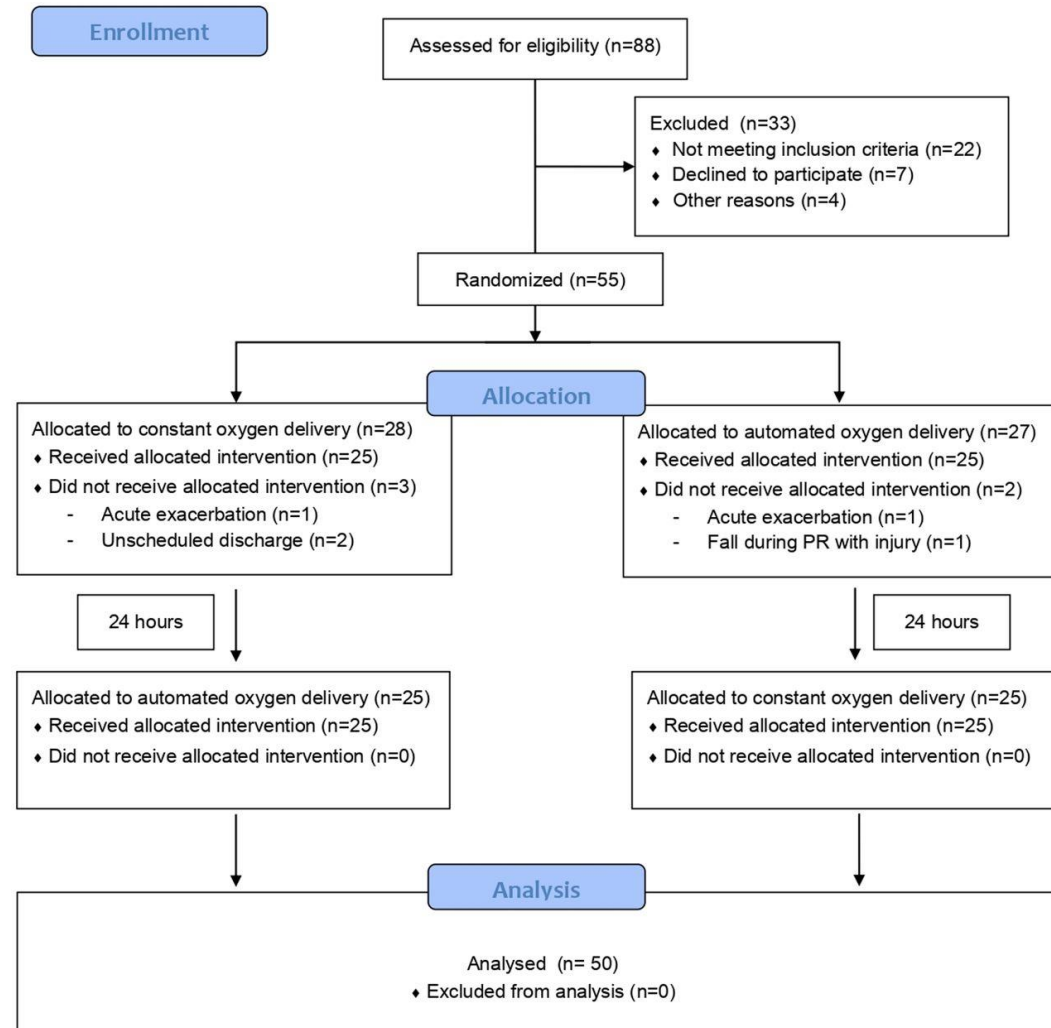 Enrollment
Assessed for eligibility (n=88)
Excluded (n=33)
♦ Not meeting inclusion criteria (n=22)
♦ Declined to participate (n=7)
♦ Other reasons (n=4)
Randomized (n=55)
Allocation
Allocated to constant oxygen delivery (n=28)
♦ Received allocated intervention (n=25)
♦ Did not receive allocated intervention (n=3)
- Acute exacerbation (n=1)
- Unscheduled discharge (n=2)
Allocated to automated oxygen delivery (n=27)
♦ Received allocated intervention (n=25)
♦ Did not receive allocated intervention (n=2)
- Acute exacerbation (n=1)
- Fall during PR with injury (n=1)
24 hours
24 hours
Allocated to automated oxygen delivery (n=25)
♦ Received allocated intervention (n=25)
♦ Did not receive allocated intervention (n=0)
Allocated to constant oxygen delivery (n=25)
♦ Received allocated intervention (n=25)
♦ Did not receive allocated intervention (n=0)
Analysis
Analysed (n= 50)
♦ Excluded from analysis (n=0)